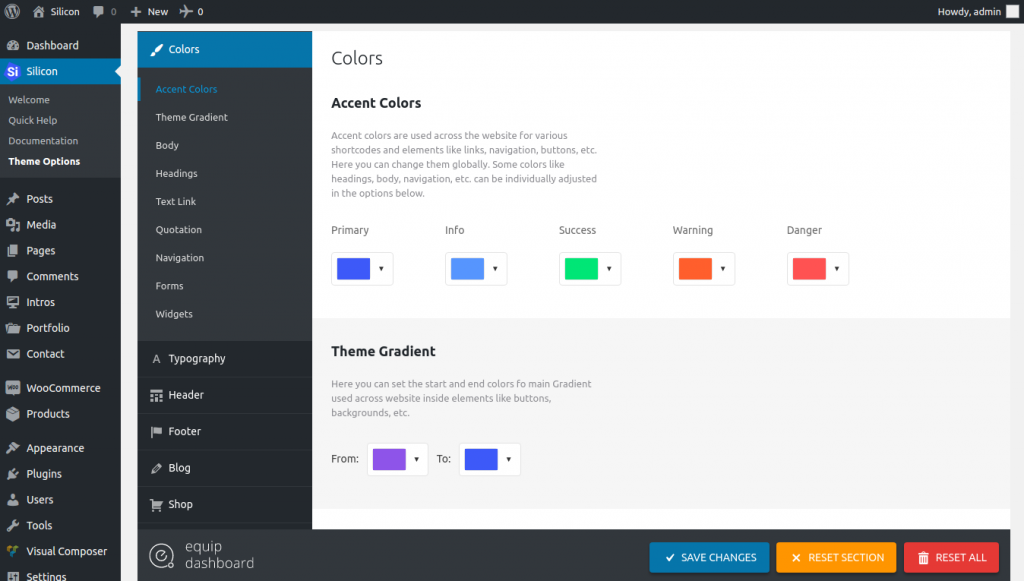 Silicon
0
New
0
Howdy, admin
Dashboard
Si Silicon
Welcome
Quick Help
Documentation
Theme Options
Posts
Media
Pages
Comments
Intros
Portfolio
Contact
WooCommerce
Products
Appearance
Plugins
Users
Tools
Visual Composer
Settings
Colors
Accent Colors
Theme Gradient
Body
Headings
Text Link
Quotation
Navigation
Forms
Widgets
A Typography
Header
Footer
Blog
Shop
Colors
Accent Colors
Accent colors are used across the website for various
shortcodes and elements like links, navigation, buttons, etc.
Here you can change them globally. Some colors like
headings, body, navigation, etc. can be individually adjusted
in the options below.
Primary Info Success Warning Danger
Theme Gradient
Here you can set the start and end colors fo main Gradient
used across website inside elements like buttons,
backgrounds, etc.
From: To:
equip
dashboard
SAVE CHANGES
RESET SECTION
RESET ALL